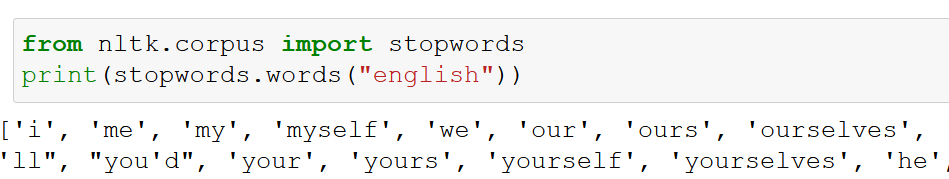 from nltk.corpus import stopwords
print(stopwords.words("english"))
['i', 'me', 'my', 'myself', 'we', 'our', 'ours', 'ourselves',
'll", "you'd", 'your', 'yours', 'yourself', 'yourselves', 'he',